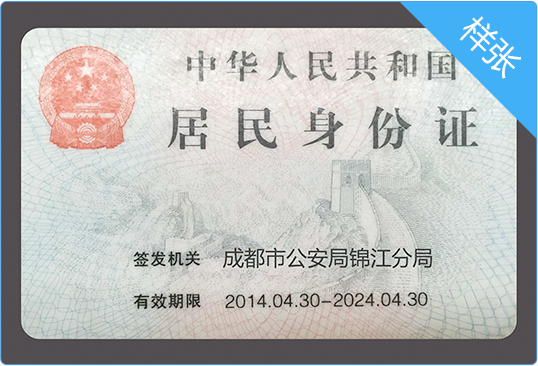 样张
中华人民共和国
居民身份证
签发机关 成都市公安局锦江分局
有效期限 2014.04.30-2024.04.30